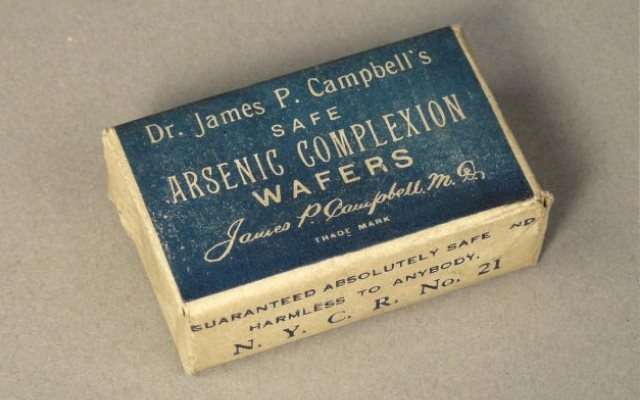 Dr. James P. Campbell's
SAFE
ARSENIC COMPLEXION
WAFERS
James P. Campbell, M. D.
TRADE MARK
GUARANTEED ABSOLUTELY SAFE ND
HARMLESS TO ANYBODY.
N. Y. C. R. No. 21